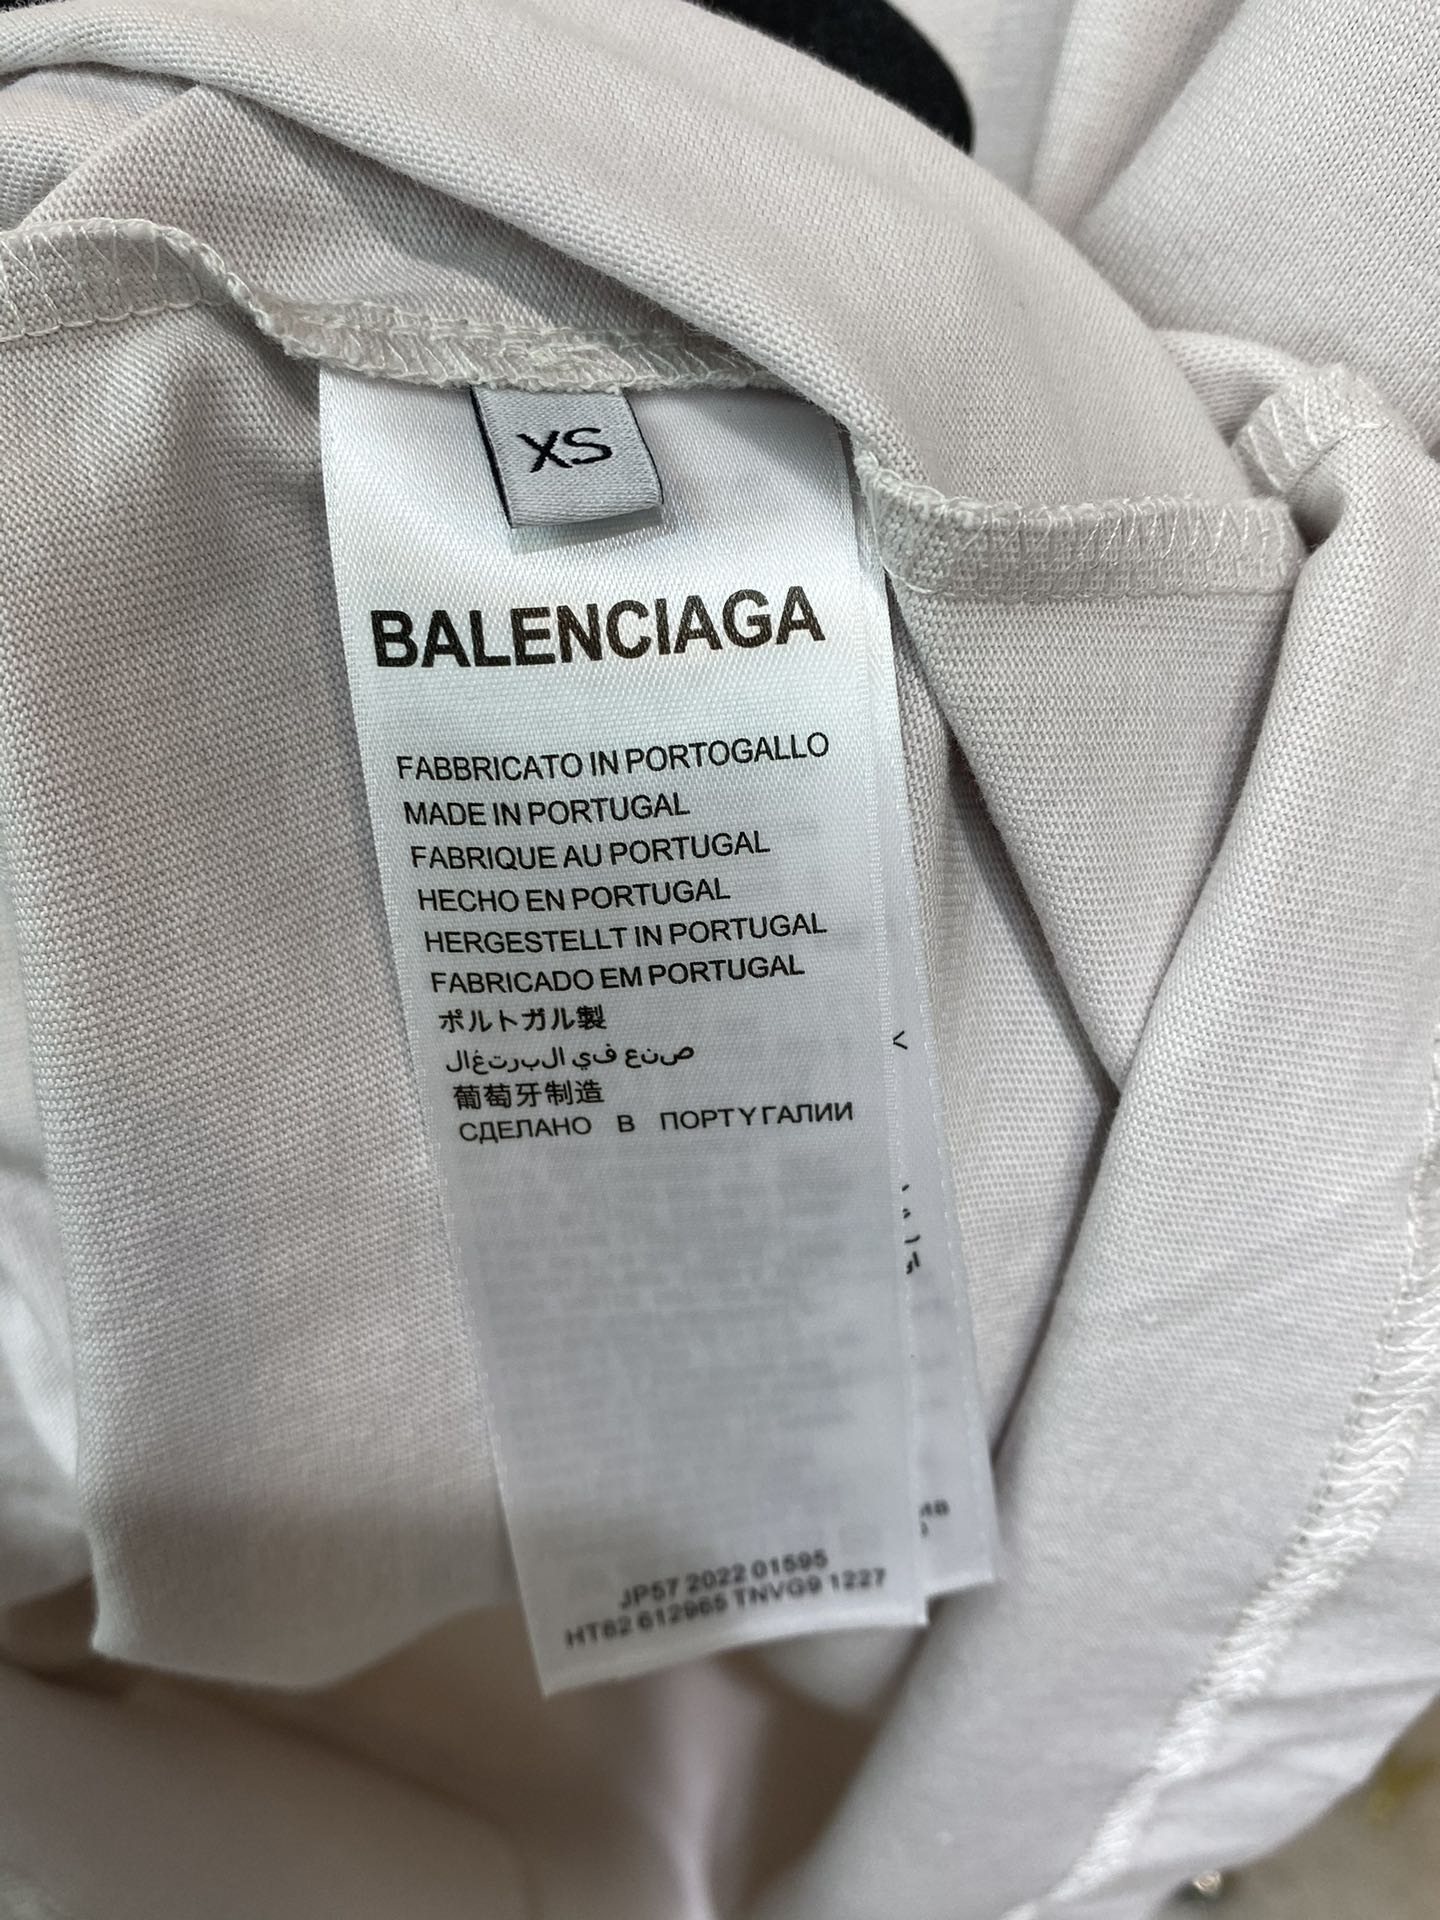 XS
BALENCIAGA
FABBRICATO IN PORTOGALLO
MADE IN PORTUGAL
FABRIQUE AU PORTUGAL
HECHO EN PORTUGAL
HERGESTELLT IN PORTUGAL
FABRICADO EM PORTUGAL
ポルトガル製
صنع في البرتغال
葡萄牙制造
СДЕЛАНО В ПОРТУГАЛИИ
JP57 2022 01595
HT82 612965 TNVG9 1227